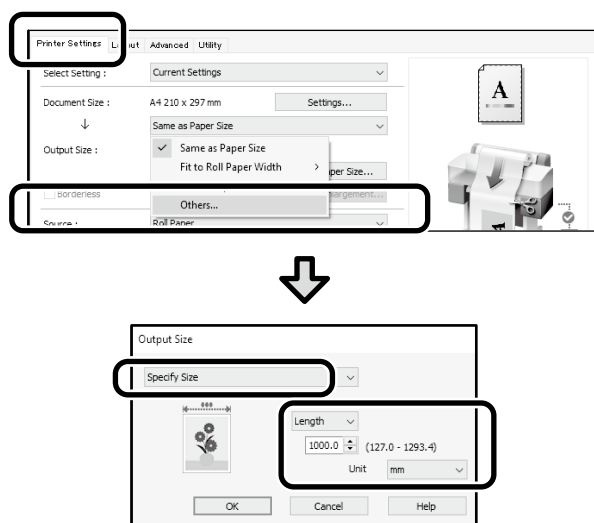 Printer Settings Advanced Utility
Select Setting : Current Settings
Document Size : A4 210 x 297 mm Settings...
Same as Paper Size
Output Size : Same as Paper Size
Fit to Roll Paper Width
Size...
Borderless
Others...
Source : Roll Paper
A
Output Size
Specify Size
Length
1000.0 (127.0 - 1293.4)
Unit mm
OK Cancel Help